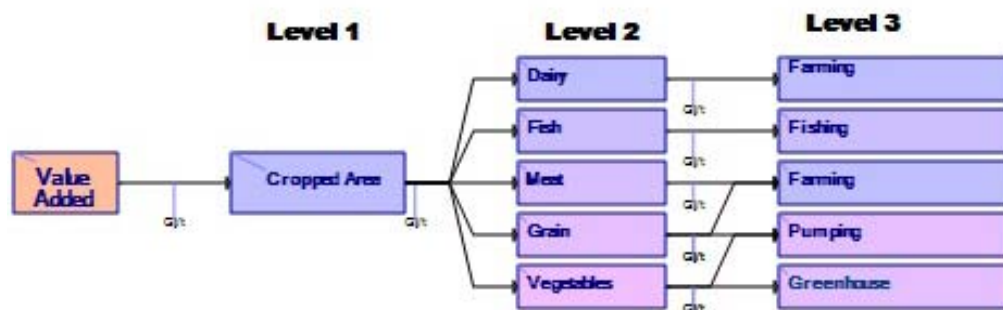 Level 1
Level 2
Level 3
Dairy
Farming
GJ/t
Fish
Fishing
GJ/t
Value
Added
Cropped Area
Meat
Farming
GJ/t
GJ/t
GJ/t
Grain
Pumping
GJ/t
Vegetables
Greenhouse
GJ/t